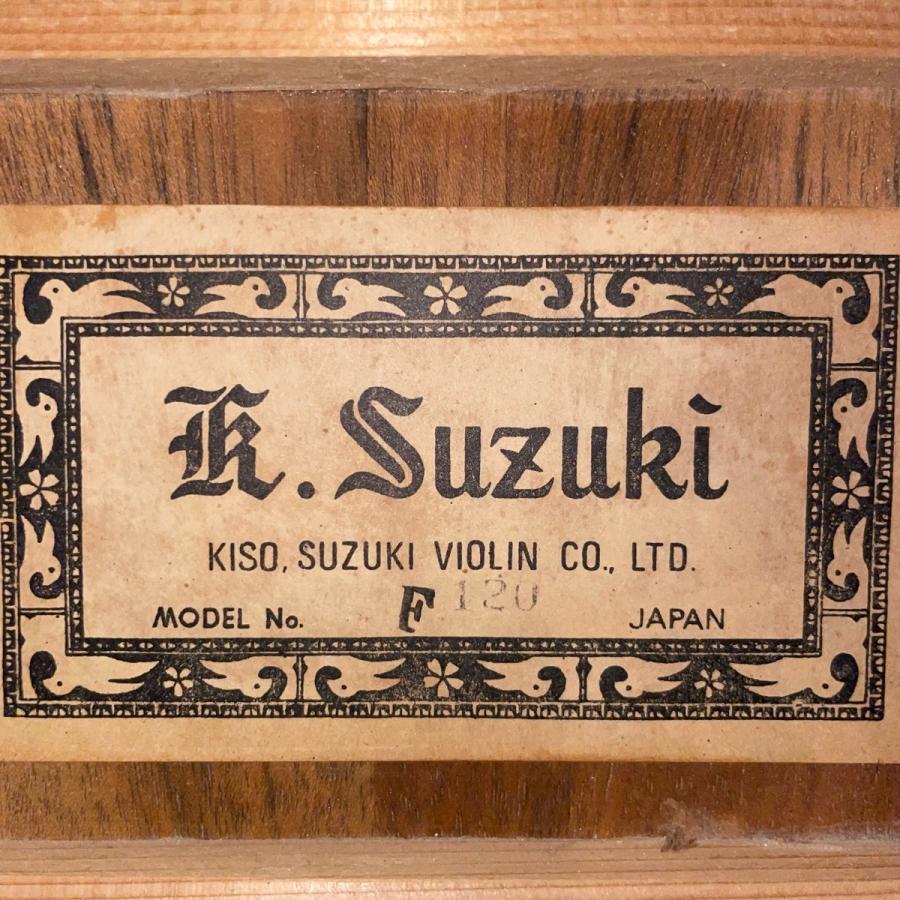 K. Suzuki
KISO, SUZUKI VIOLIN CO., LTD.
MODEL No. F 120 JAPAN